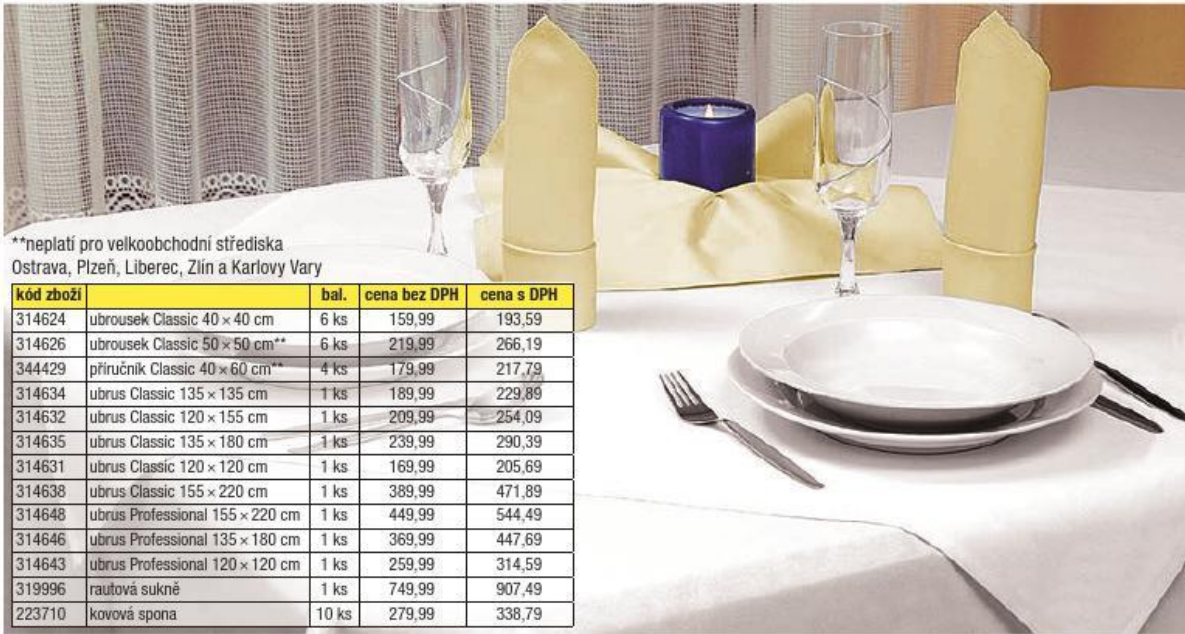 **neplatí pro velkoobchodní střediska
Ostrava, Plzeň, Liberec, Zlín a Karlovy Vary
kód zboží bal. cena bez DPH cena s DPH
314624 ubrousek Classic 40 × 40 cm 6 ks 159,99 193,59
314626 ubrousek Classic 50 × 50 cm** 6 ks 219,99 266,19
344429 příručník Classic 40 × 60 cm** 4 ks 179,99 217,79
314634 ubrus Classic 135 × 135 cm 1 ks 189,99 229,89
314632 ubrus Classic 120 × 155 cm 1 ks 209,99 254,09
314635 ubrus Classic 135 × 180 cm 1 ks 239,99 290,39
314631 ubrus Classic 120 × 120 cm 1 ks 169,99 205,69
314638 ubrus Classic 155 × 220 cm 1 ks 389,99 471,89
314648 ubrus Professional 155 × 220 cm 1 ks 449,99 544,49
314646 ubrus Professional 135 × 180 cm 1 ks 369,99 447,69
314643 ubrus Professional 120 × 120 cm 1 ks 259,99 314,59
319996 rautová sukně 1 ks 749,99 907,49
223710 kovová spona 10 ks 279,99 338,79